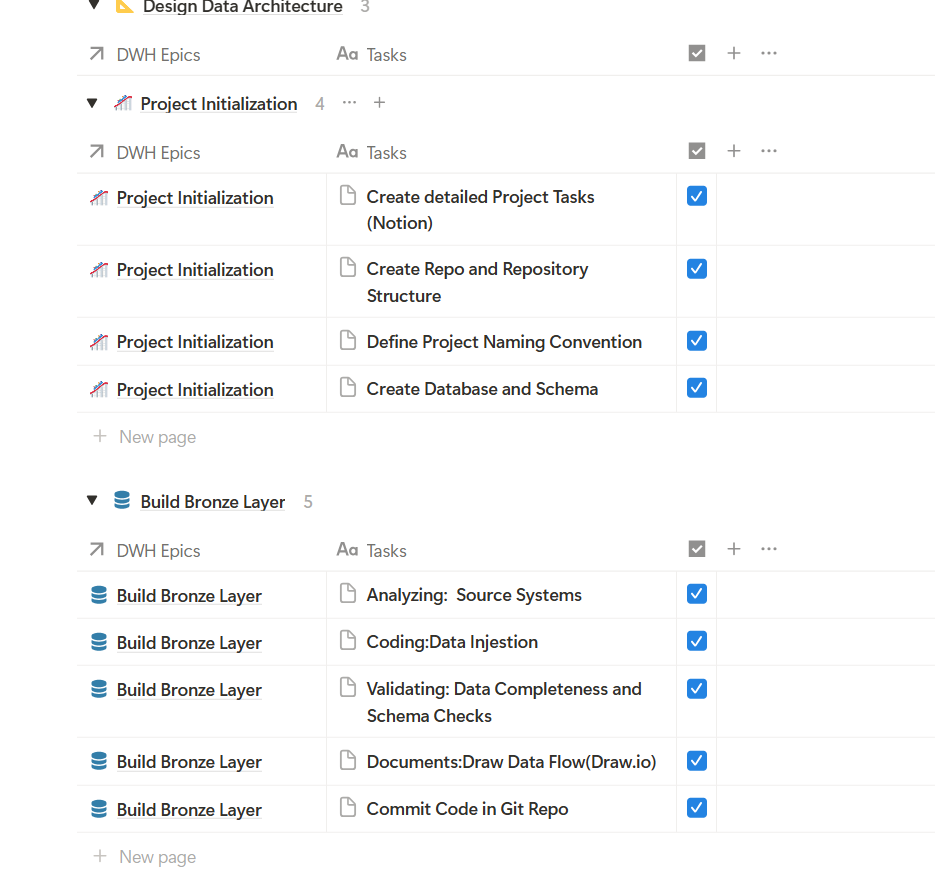 Design Data Architecture 3
DWH Epics Aa Tasks
Project Initialization 4
DWH Epics Aa Tasks
Project Initialization Create detailed Project Tasks
(Notion)
Project Initialization Create Repo and Repository
Structure
Project Initialization Define Project Naming Convention
Project Initialization Create Database and Schema
New page
Build Bronze Layer 5
DWH Epics Aa Tasks
Build Bronze Layer Analyzing:  Source Systems
Build Bronze Layer Coding:Data Injestion
Build Bronze Layer Validating: Data Completeness and
Schema Checks
Build Bronze Layer Documents:Draw Data Flow(Draw.io)
Build Bronze Layer Commit Code in Git Repo
New page